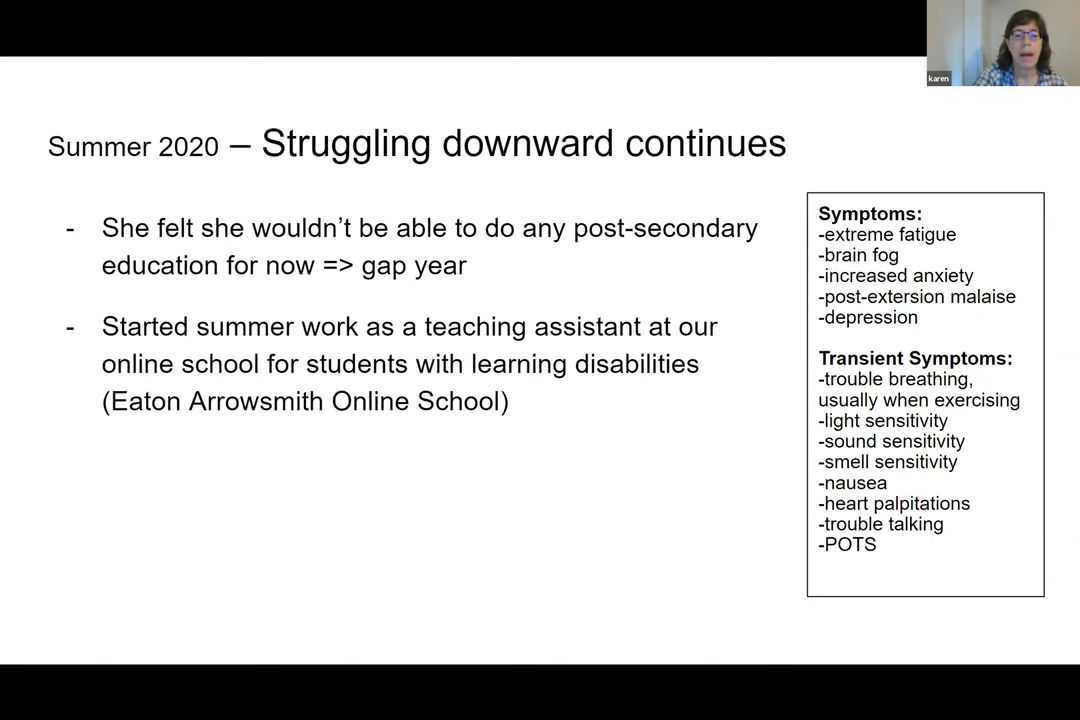 karen
Summer 2020 – Struggling downward continues
- She felt she wouldn’t be able to do any post-secondary
education for now => gap year
- Started summer work as a teaching assistant at our
online school for students with learning disabilities
(Eaton Arrowsmith Online School)
Symptoms:
-extreme fatigue
-brain fog
-increased anxiety
-post-extersion malaise
-depression
Transient Symptoms:
-trouble breathing,
usually when exercising
-light sensitivity
-sound sensitivity
-smell sensitivity
-nausea
-heart palpitations
-trouble talking
-POTS